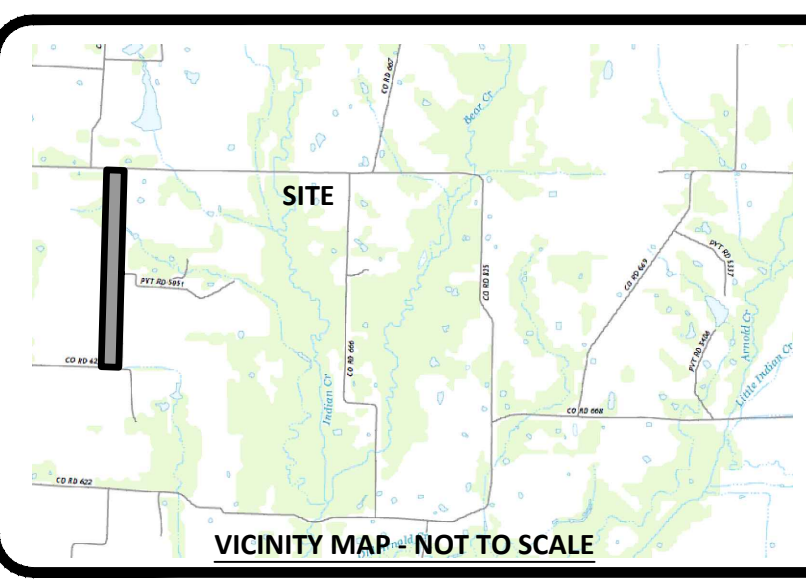 CO RD 667
Bear Cr
SITE
PVT RD 5337
CO RD 669
PVT RD 5051
CO RD 825
PVT RD 5406
Arnold Cr
CO RD 666
CO RD 62
Little Indian Cr
Indian Cr
CO RD 668
CO RD 622
VICINITY MAP - NOT TO SCALE